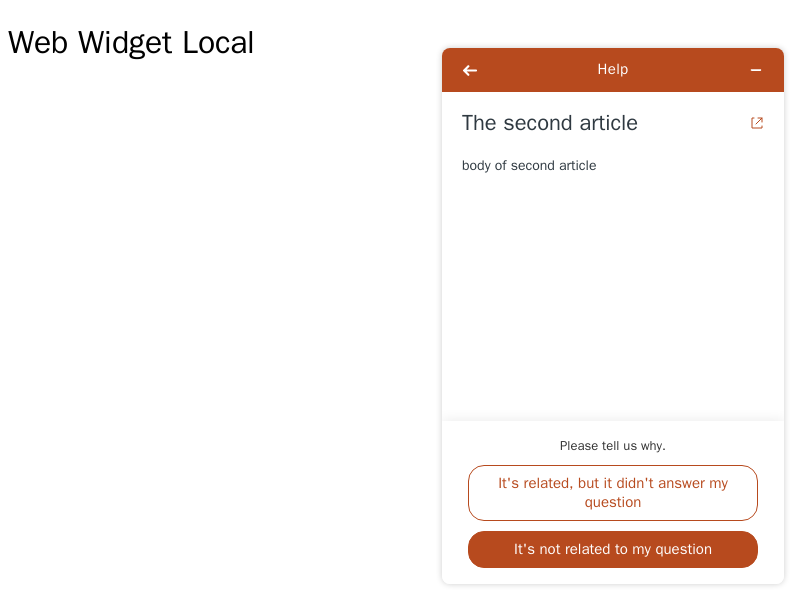 Web Widget Local
Help
The second article
body of second article
Please tell us why.
It's related, but it didn't answer my
question
It's not related to my question